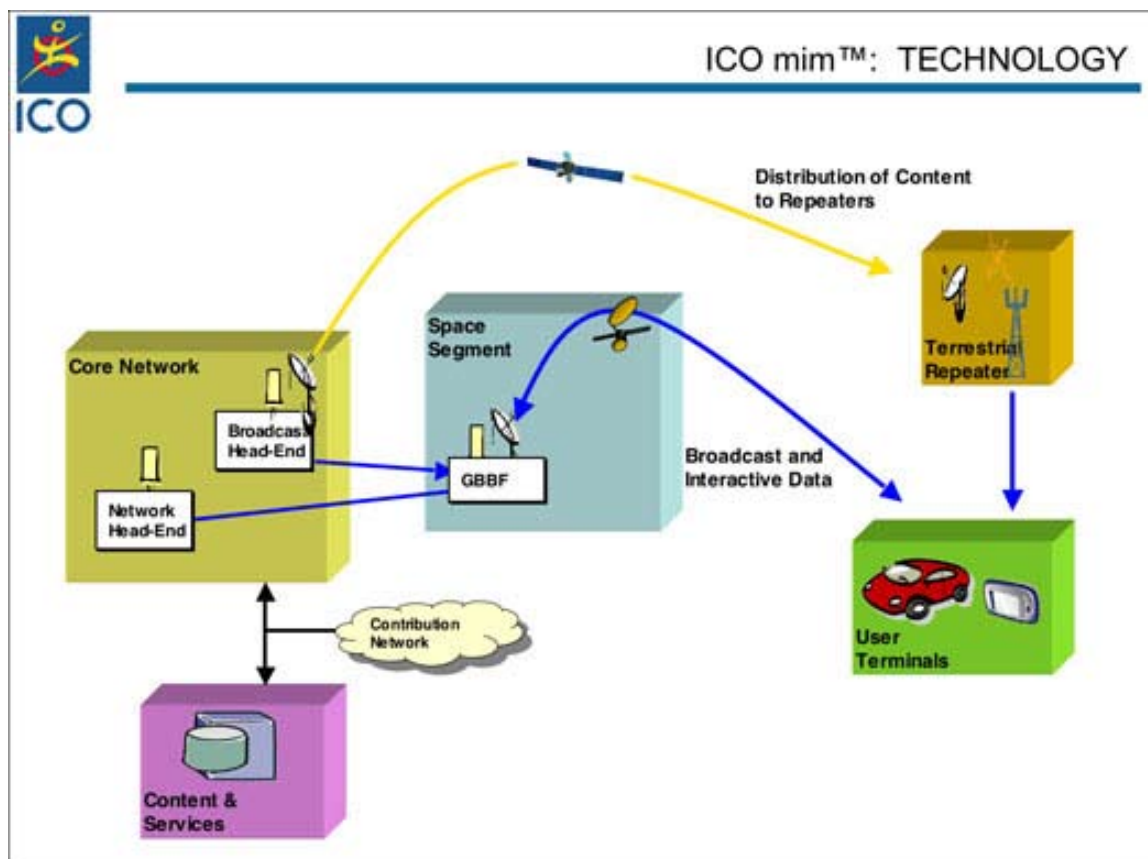 ICO
ICO mim™: TECHNOLOGY
Distribution of Content
to Repeaters
Space
Segment
Core Network
Terrestrial
Repeater
Broadcast
Head-End
GBBF
Broadcast and
Interactive Data
Network
Head-End
Contribution
Network
User
Terminals
Content &
Services